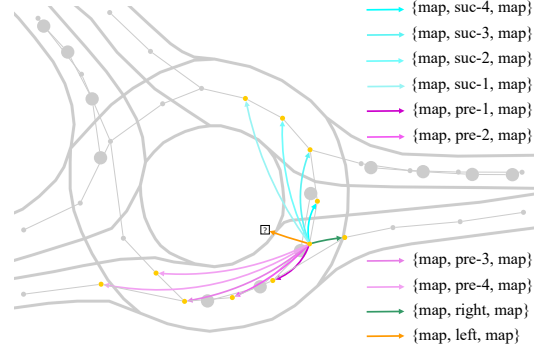 {map, suc-4, map}
{map, suc-3, map}
{map, suc-2, map}
{map, suc-1, map}
{map, pre-1, map}
{map, pre-2, map}
?
{map, pre-3, map}
{map, pre-4, map}
{map, right, map}
{map, left, map}